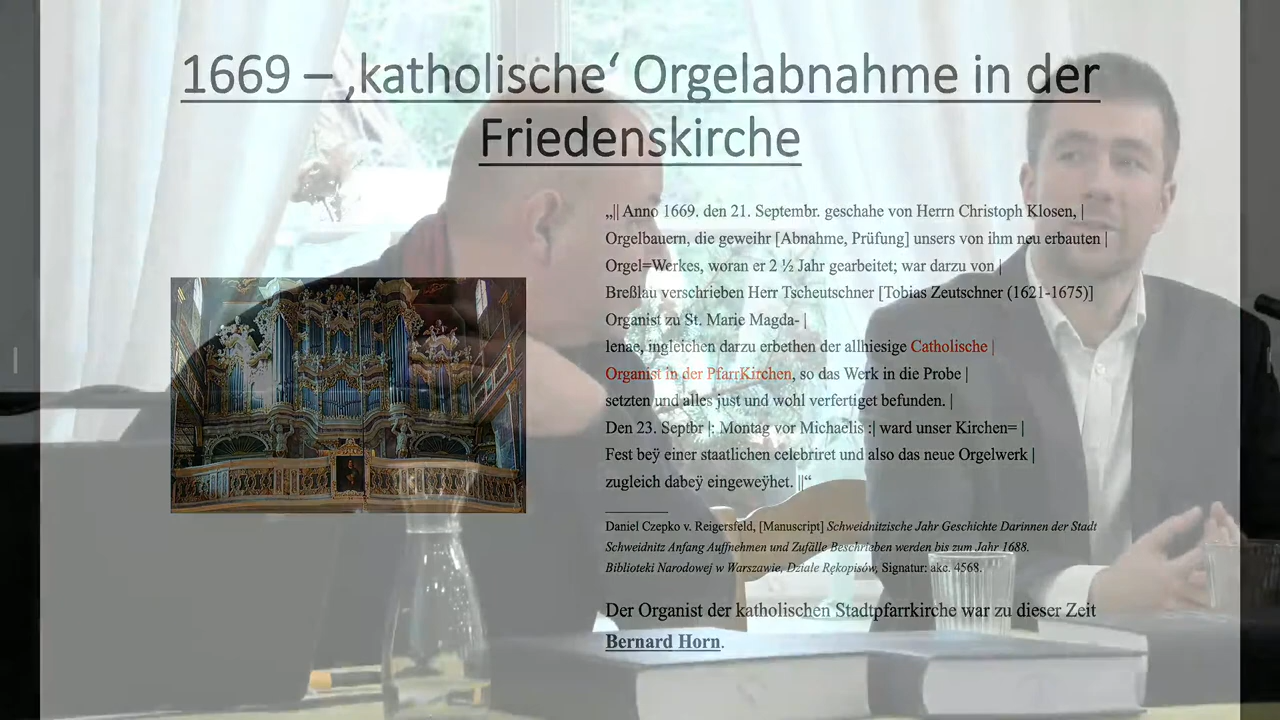 1669 – ‚katholische‘ Orgelabnahme in der
Friedenskirche
„|| Anno 1669. den 21. Septembr. geschahe von Herrn Christoph Klosen, |
Orgelbauern, die geweihr [Abnahme, Prüfung] unsers von ihm neu erbauten |
Orgel=Werkes, woran er 2 ½ Jahr gearbeitet; war darzu von |
Breßlau verschrieben Herr Tscheutschner [Tobias Zeutschner (1621-1675)]
Organist zu St. Marie Magda- |
lenae, ingleichen darzu erbethen der allhiesige Catholische |
Organist in der PfarrKirchen, so das Werk in die Probe |
setzten und alles just und wohl verfertiget befunden. |
Den 23. Septbr |: Montag vor Michaelis :| ward unser Kirchen= |
Fest beÿ einer staatlichen celebriret und also das neue Orgelwerk |
zugleich dabeÿ eingeweÿhet. ||“
Daniel Czepko v. Reigersfeld, [Manuscript] Schweidnitzische Jahr Geschichte Darinnen der Stadt
Schweidnitz Anfang Auffnehmen und Zufälle Beschrieben werden bis zum Jahr 1688.
Biblioteki Narodowej w Warszawie, Dziale Rękopisów, Signatur: akc. 4568.
Der Organist der katholischen Stadtpfarrkirche war zu dieser Zeit
Bernard Horn.